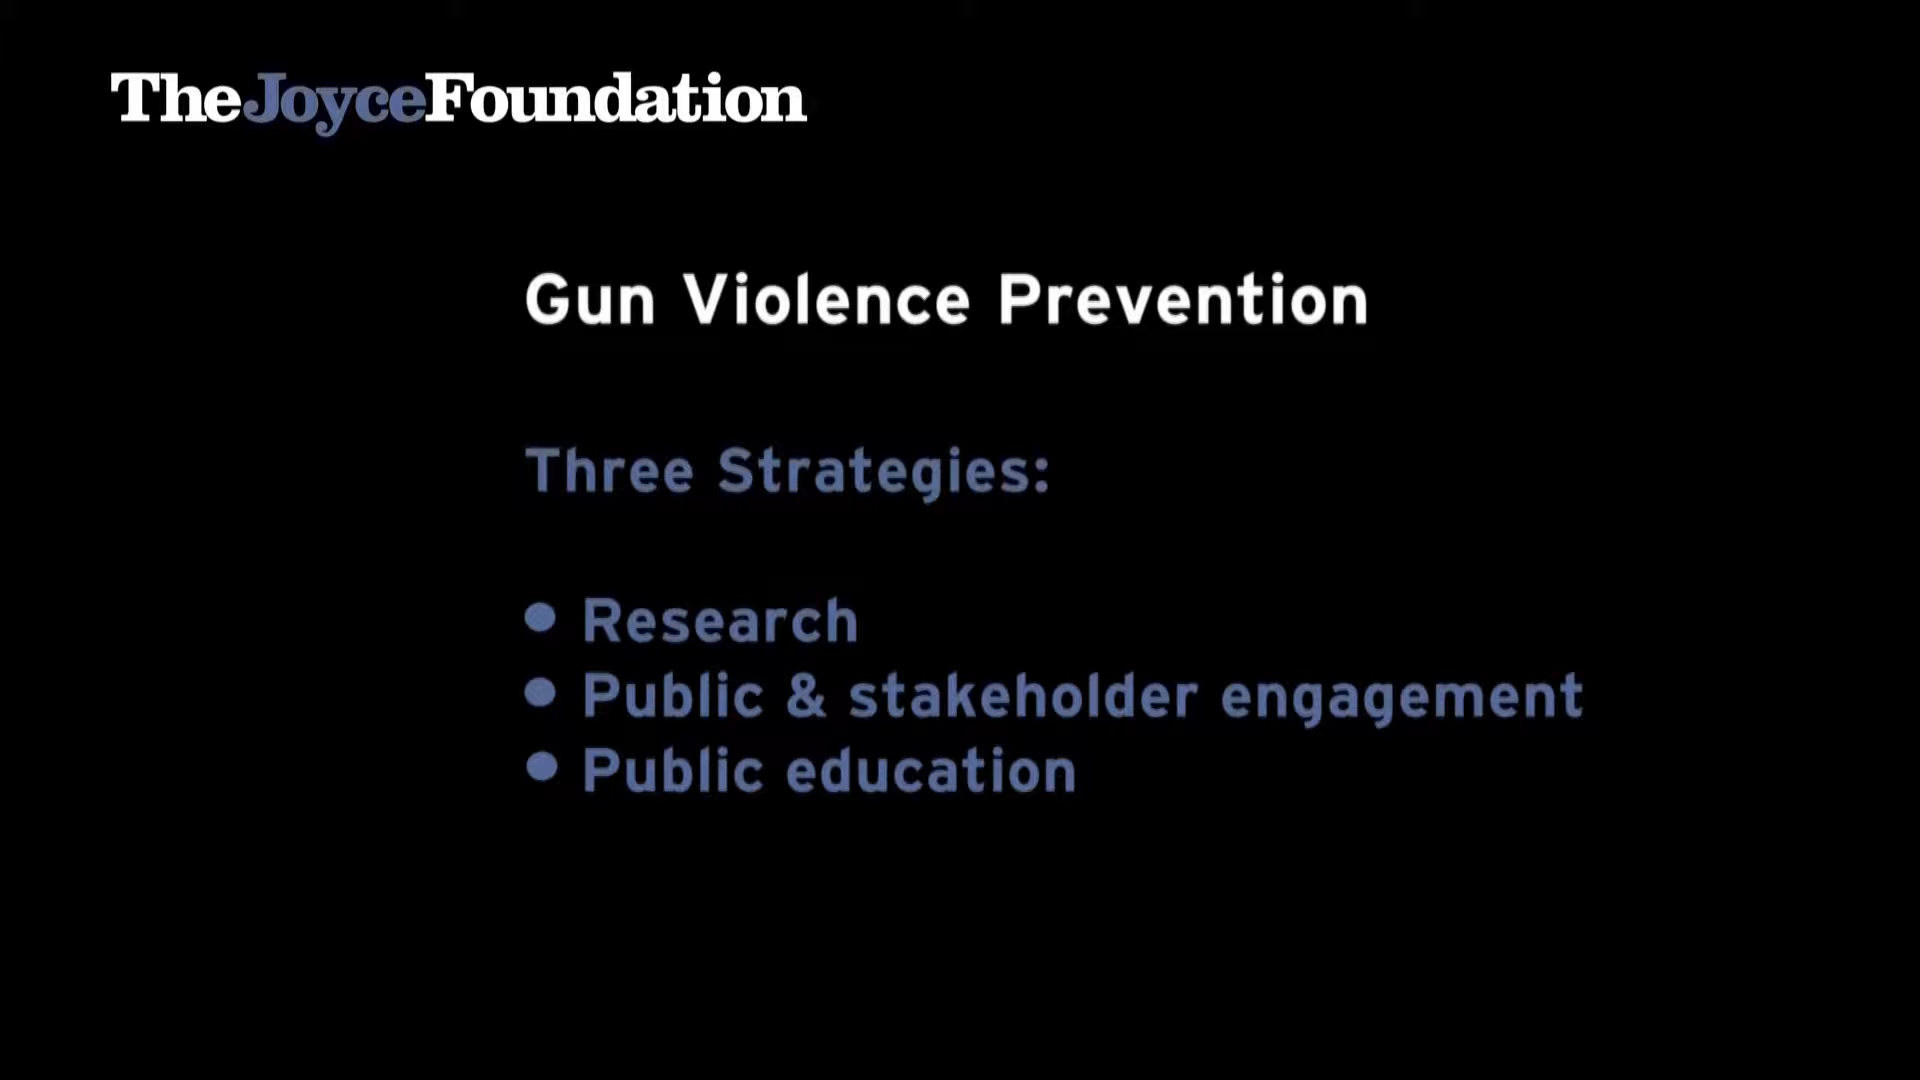 TheJoyceFoundation
Gun Violence Prevention
Three Strategies:
• Research
• Public & stakeholder engagement
• Public education